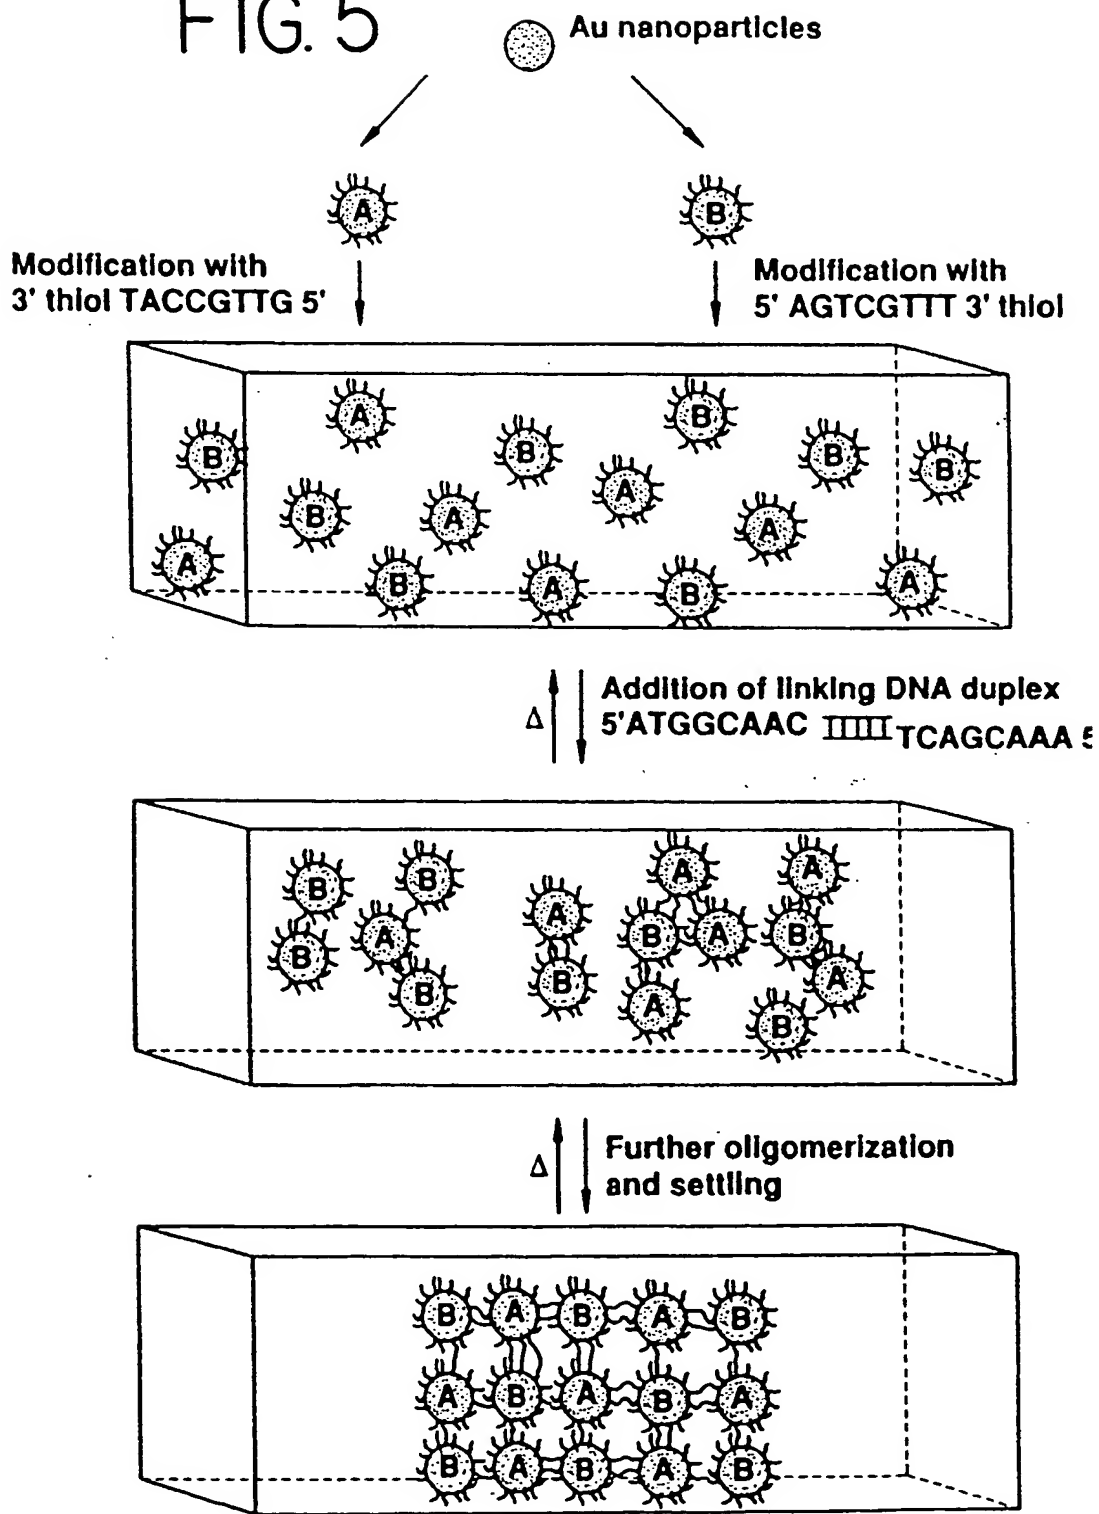 FIG. 5
Au nanoparticles
A
B
Modification with
3' thiol TACCGTTG 5'
Modification with
5' AGTCGTTT 3' thiol
A B
B B B B
A
B A A
A
B A B A
Δ
Addition of linking DNA duplex
5'ATGGCAAC
TCAGCAAA 5
B B A A
A
B A B
B A
B B A A
B
Δ
Further oligomerization
and settling
B A B A B
A B A B A
B A B A B